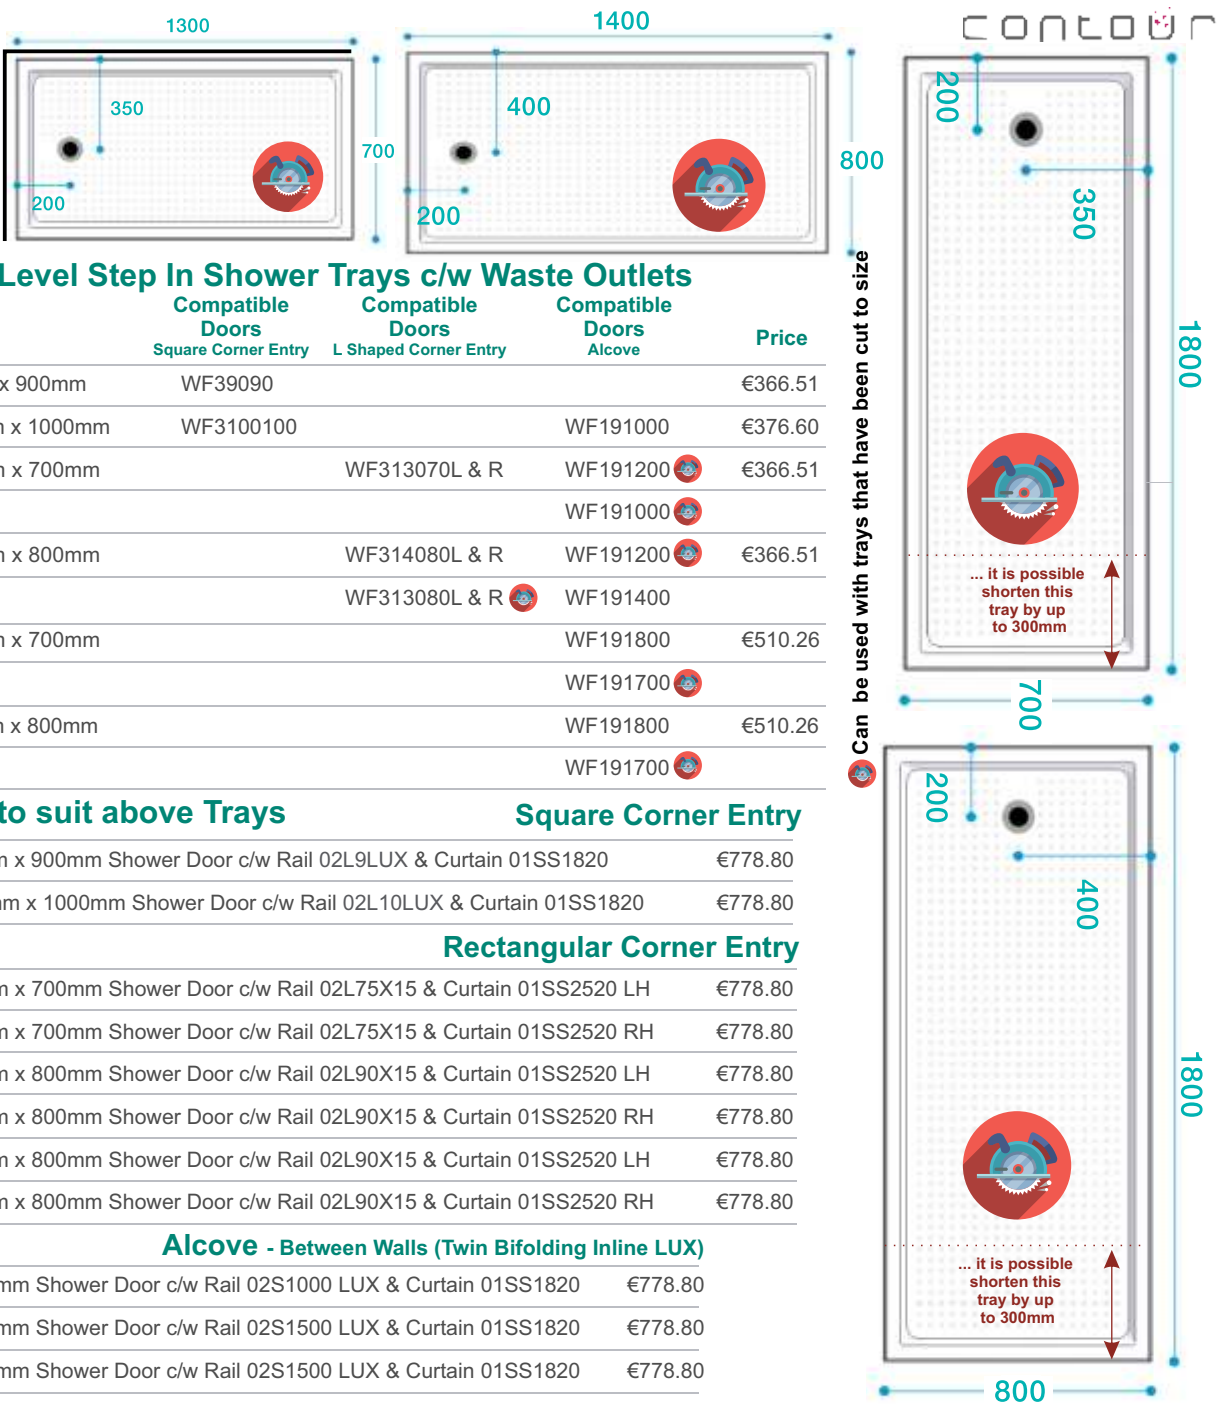 1300
1400
contour
350
400
200
700
800
200
200
350
1800
Level Step In Shower Trays c/w Waste Outlets
Compatible Doors Square Corner Entry
Compatible Doors L Shaped Corner Entry
Compatible Doors Alcove
Price
x 900mm WF39090 €366.51
x 1000mm WF3100100 WF191000 €376.60
x 700mm WF313070L & R WF191200 €366.51
WF191000
x 800mm WF314080L & R WF191200 €366.51
WF313080L & R WF191400
x 700mm WF191800 €510.26
WF191700
x 800mm WF191800 €510.26
WF191700
Can be used with trays that have been cut to size
... it is possible
shorten this
tray by up
to 300mm
700
to suit above Trays
Square Corner Entry
x 900mm Shower Door c/w Rail 02L9LUX & Curtain 01SS1820 €778.80
x 1000mm Shower Door c/w Rail 02L10LUX & Curtain 01SS1820 €778.80
Rectangular Corner Entry
x 700mm Shower Door c/w Rail 02L75X15 & Curtain 01SS2520 LH €778.80
x 700mm Shower Door c/w Rail 02L75X15 & Curtain 01SS2520 RH €778.80
x 800mm Shower Door c/w Rail 02L90X15 & Curtain 01SS2520 LH €778.80
x 800mm Shower Door c/w Rail 02L90X15 & Curtain 01SS2520 RH €778.80
x 800mm Shower Door c/w Rail 02L90X15 & Curtain 01SS2520 LH €778.80
x 800mm Shower Door c/w Rail 02L90X15 & Curtain 01SS2520 RH €778.80
Alcove - Between Walls (Twin Bifolding Inline LUX)
mm Shower Door c/w Rail 02S1000 LUX & Curtain 01SS1820 €778.80
mm Shower Door c/w Rail 02S1500 LUX & Curtain 01SS1820 €778.80
mm Shower Door c/w Rail 02S1500 LUX & Curtain 01SS1820 €778.80
200
400
1800
... it is possible
shorten this
tray by up
to 300mm
800